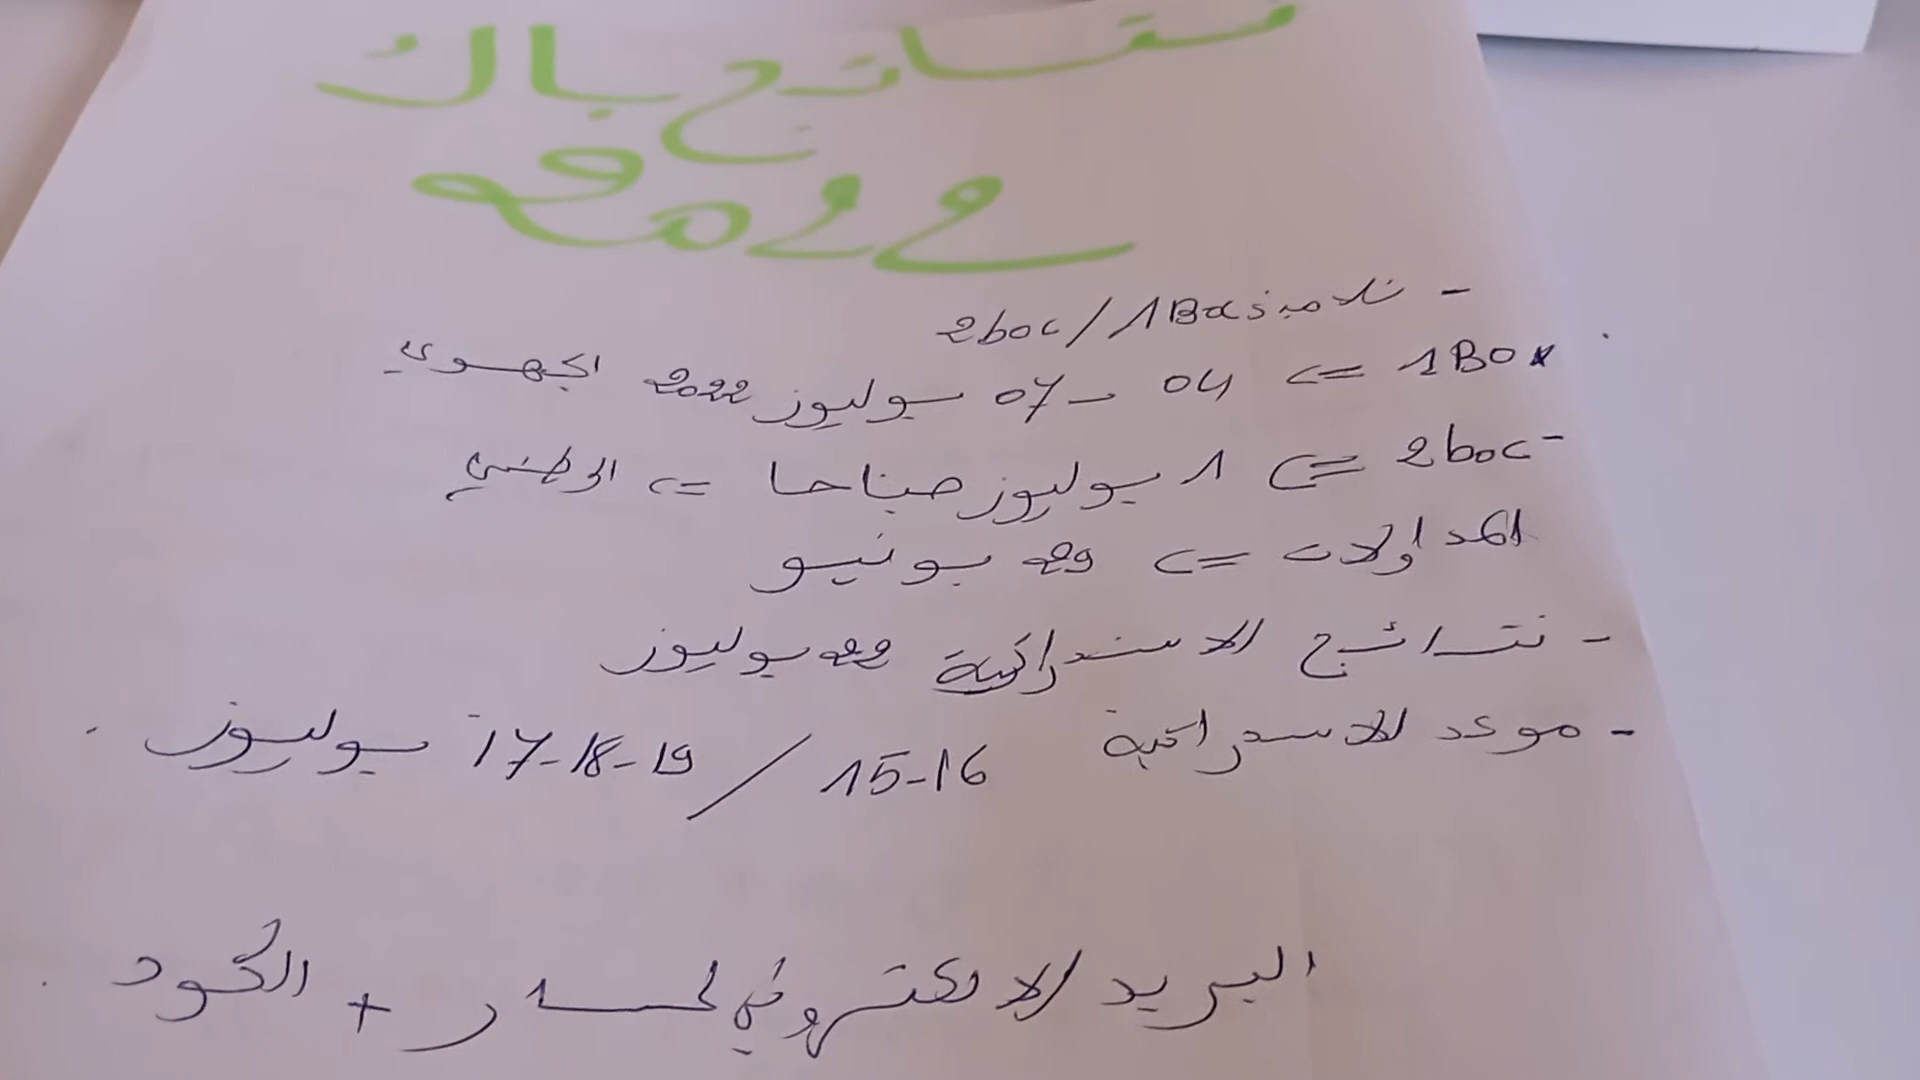 نتائج باك
2022
- تلاميذ 1Bac / 2bac
* 1Bac <= 04 - 07 يوليوز 2022 الجهوي
- 2bac <= 1 يوليوز صباحا <= الوطني
المداولات <= 29 يونيو
- نتائج الاستدراكية 22 يوليوز
- موعد الاستدراكية 15-16 / 17-18-19 يوليوز.
البريد الالكتروني لمسار + الكود.